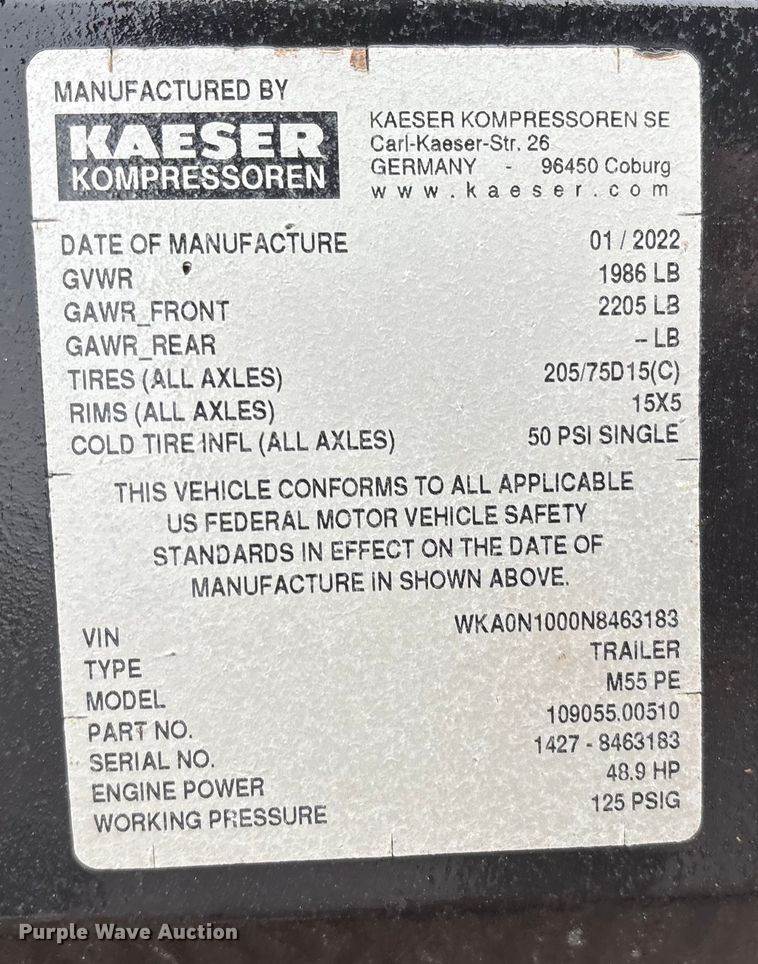 MANUFACTURED BY
KAESER
KOMPRESSOREN
KAESER KOMPRESSOREN SE
Carl-Kaeser-Str. 26
GERMANY - 96450 Coburg
www.kaeser.com
DATE OF MANUFACTURE 01 / 2022
GVWR 1986 LB
GAWR_FRONT 2205 LB
GAWR_REAR – LB
TIRES (ALL AXLES) 205/75D15(C)
RIMS (ALL AXLES) 15X5
COLD TIRE INFL (ALL AXLES) 50 PSI SINGLE
THIS VEHICLE CONFORMS TO ALL APPLICABLE
US FEDERAL MOTOR VEHICLE SAFETY
STANDARDS IN EFFECT ON THE DATE OF
MANUFACTURE IN SHOWN ABOVE.
VIN WKA0N1000N8463183
TYPE TRAILER
MODEL M55 PE
PART NO. 109055.00510
SERIAL NO. 1427 - 8463183
ENGINE POWER 48.9 HP
WORKING PRESSURE 125 PSIG
Purple Wave Auction